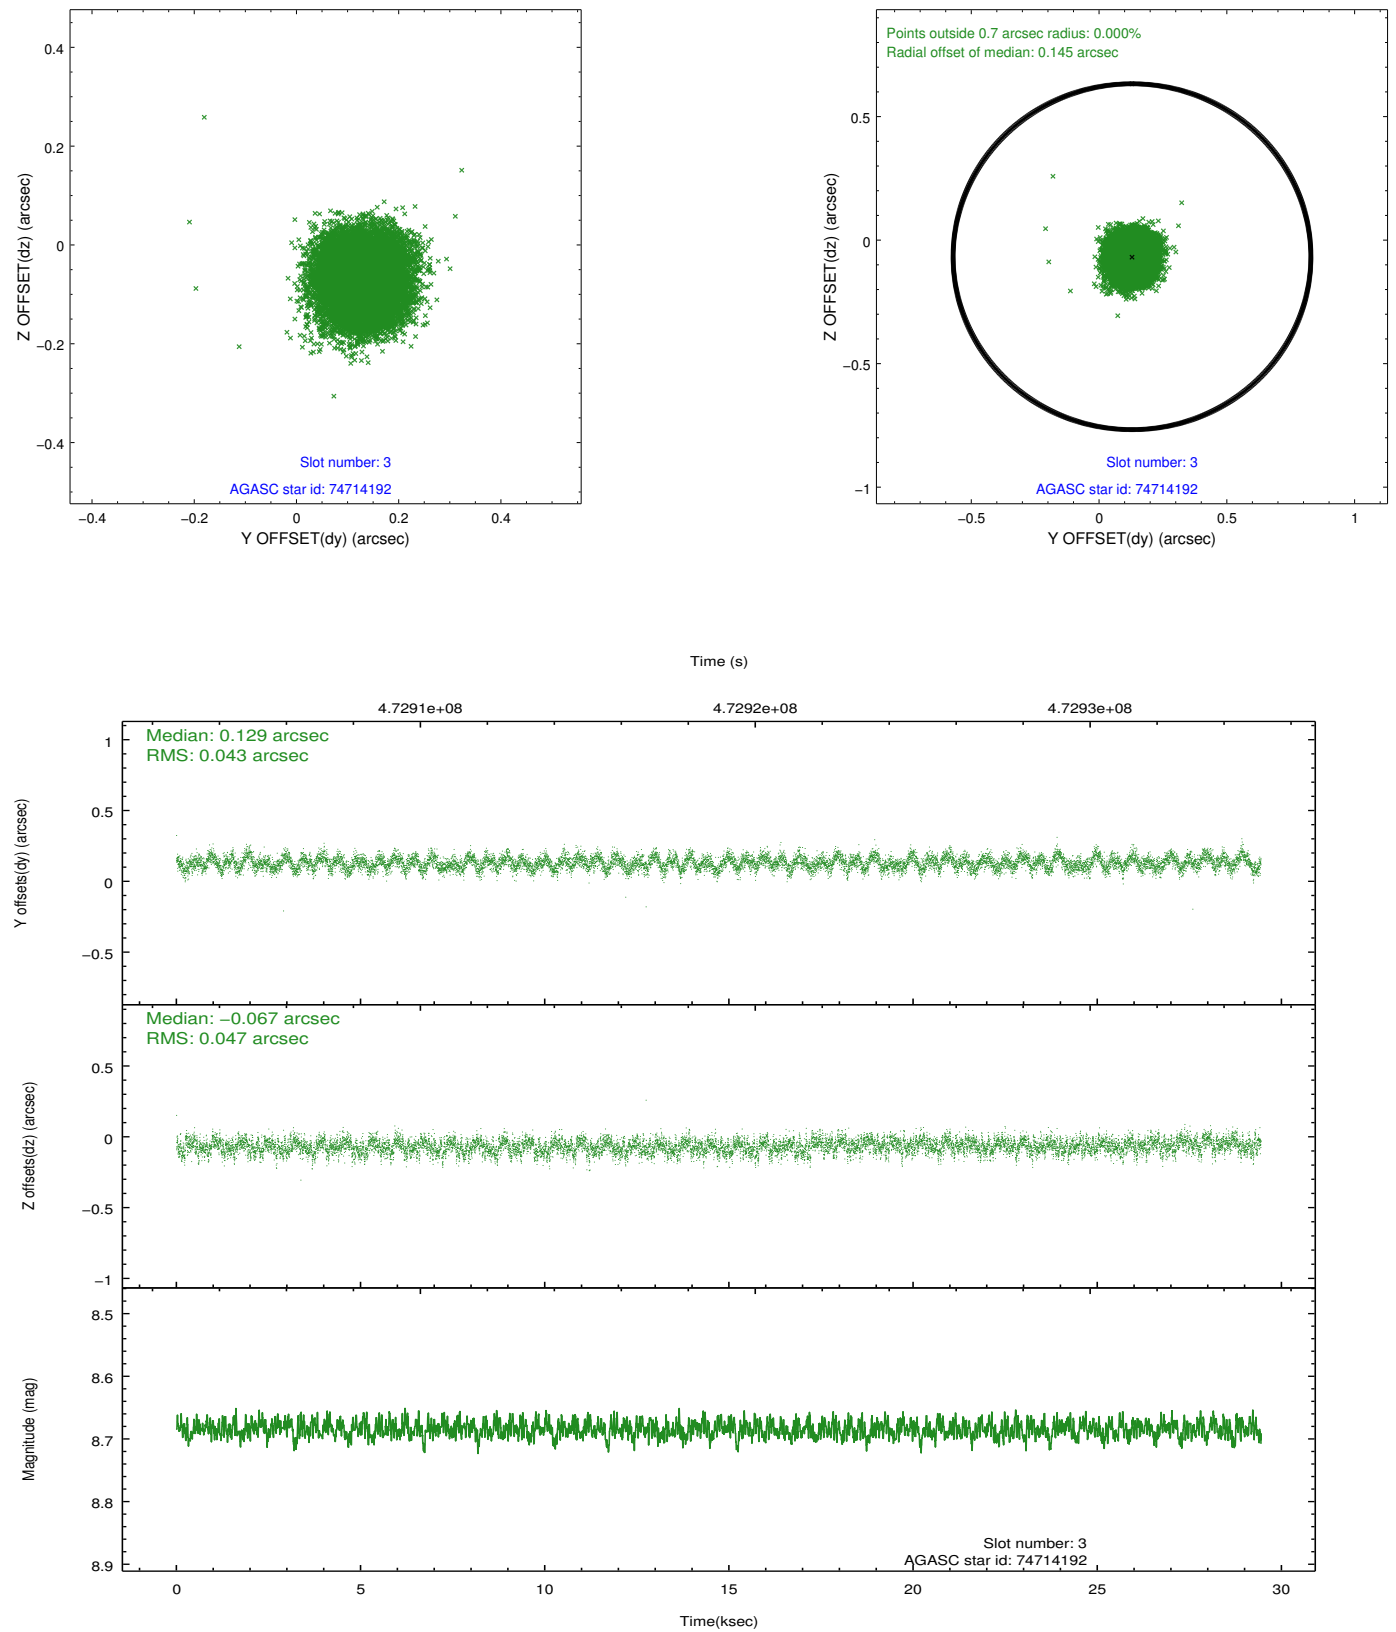 0.4
0.2
0
−0.2
−0.4
Z OFFSET(dz) (arcsec)
Slot number: 3
AGASC star id: 74714192
−0.4
−0.2
0
0.2
0.4
Y OFFSET(dy) (arcsec)
Points outside 0.7 arcsec radius: 0.000%
Radial offset of median: 0.145 arcsec
0.5
0
−0.5
−1
Z OFFSET(dz) (arcsec)
Slot number: 3
AGASC star id: 74714192
−0.5
0
0.5
1
Y OFFSET(dy) (arcsec)
Time (s)
4.7291e+08
4.7292e+08
4.7293e+08
Median: 0.129 arcsec
RMS: 0.043 arcsec
1
0.5
0
−0.5
Y offsets(dy) (arcsec)
Median: −0.067 arcsec
RMS: 0.047 arcsec
0.5
0
−0.5
−1
Z offsets(dz) (arcsec)
8.5
8.6
8.7
8.8
8.9
Magnitude (mag)
Slot number: 3
AGASC star id: 74714192
0
5
10
15
20
25
30
Time(ksec)